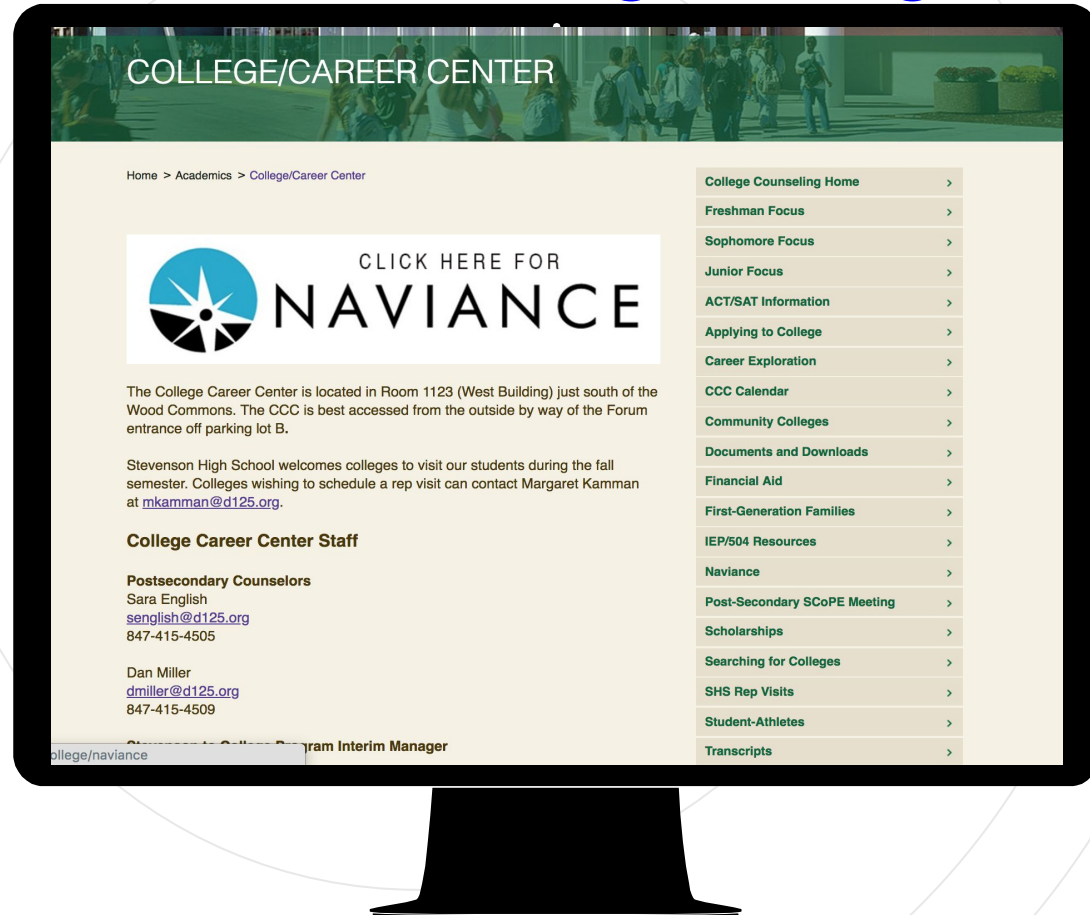 COLLEGE/CAREER CENTER
Home > Academics > College/Career Center
CLICK HERE FOR
NAVIANCE
The College Career Center is located in Room 1123 (West Building) just south of the
Wood Commons. The CCC is best accessed from the outside by way of the Forum
entrance off parking lot B.
Stevenson High School welcomes colleges to visit our students during the fall
semester. Colleges wishing to schedule a rep visit can contact Margaret Kamman
at mkamman@d125.org.
College Career Center Staff
Postsecondary Counselors
Sara English
senglish@d125.org
847-415-4505
Dan Miller
dmiller@d125.org
847-415-4509
Stevenson to College Program Interim Manager
ollege/naviance
College Counseling Home >
Freshman Focus >
Sophomore Focus >
Junior Focus >
ACT/SAT Information >
Applying to College >
Career Exploration >
CCC Calendar >
Community Colleges >
Documents and Downloads >
Financial Aid >
First-Generation Families >
IEP/504 Resources >
Naviance >
Post-Secondary SCoPE Meeting >
Scholarships >
Searching for Colleges >
SHS Rep Visits >
Student-Athletes >
Transcripts >